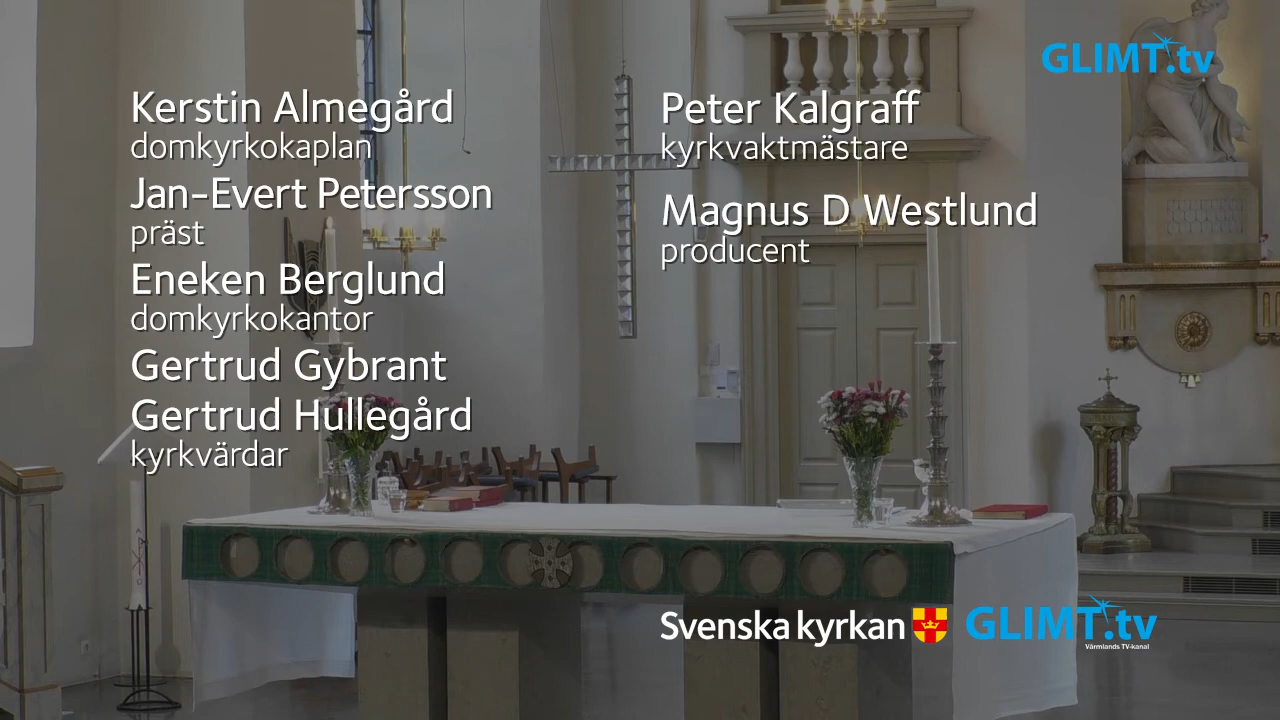 GLIMT.tv
Kerstin Almegård
domkyrkokaplan
Jan-Evert Petersson
präst
Eneken Berglund
domkyrkokantor
Gertrud Gybrant
Gertrud Hullegård
kyrkvärdar
Peter Kalgraff
kyrkvaktmästare
Magnus D Westlund
producent
Svenska kyrkan
GLIMT.tv
Värmlands TV-kanal